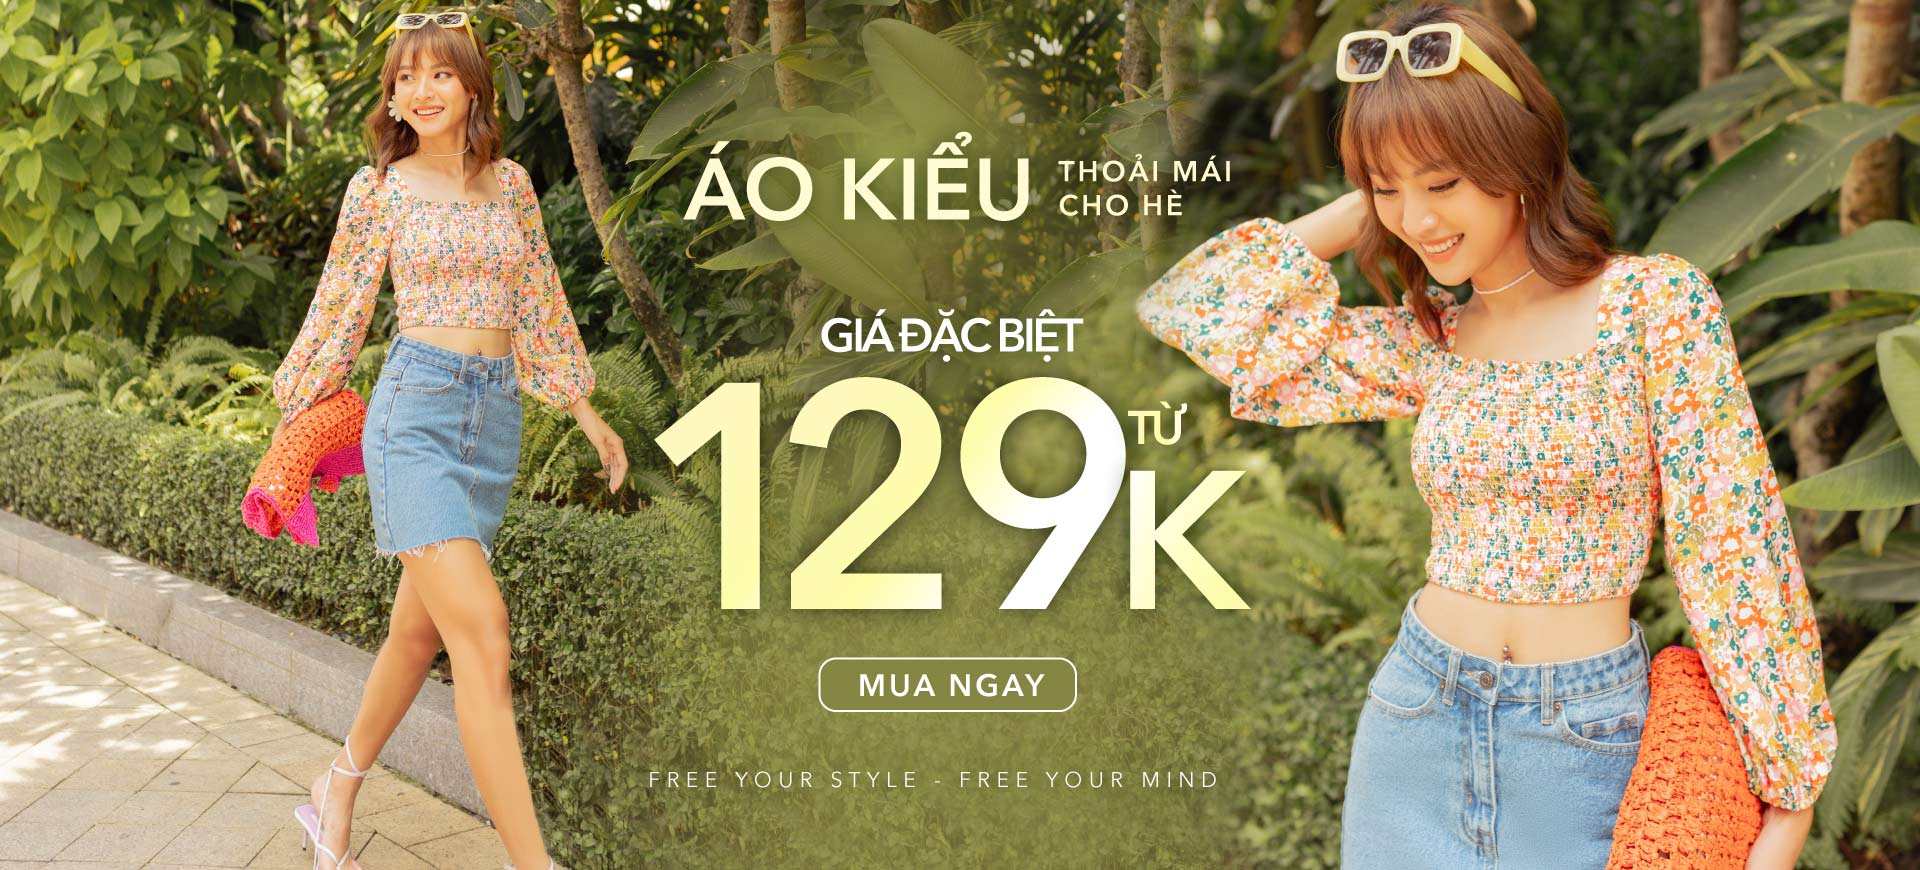 ÁO KIỂU
THOẢI MÁI
CHO HÈ
GIÁ ĐẶC BIỆT
TỪ
129K
MUA NGAY
FREE YOUR STYLE - FREE YOUR MIND